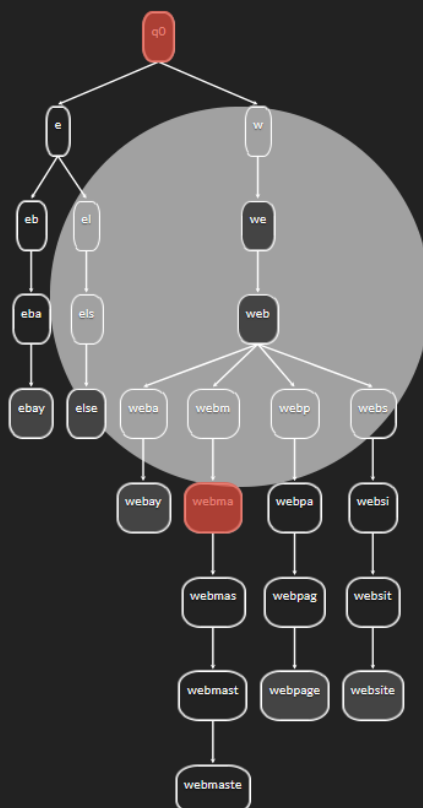 q0
e w
eb el we
eba els web
ebay else weba webm webp webs
webay webma webpa websi
webmas webpag websit
webmast webpage website
webmaste